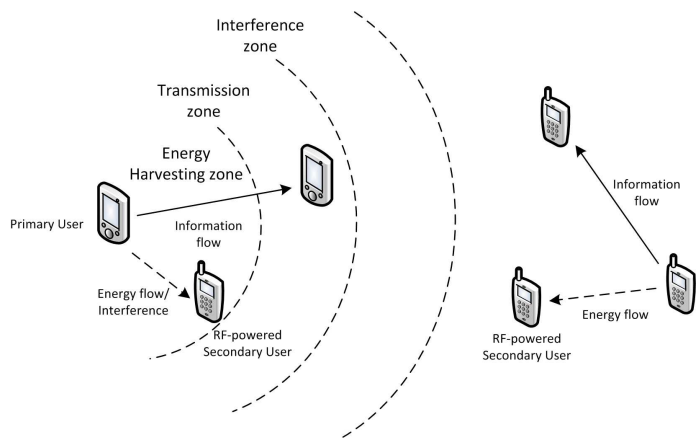 Interference
zone
Transmission
zone
Energy
Harvesting zone
Primary User
Information
flow
Energy flow/
Interference
RF-powered
Secondary User
Information
flow
Energy flow
RF-powered
Secondary User